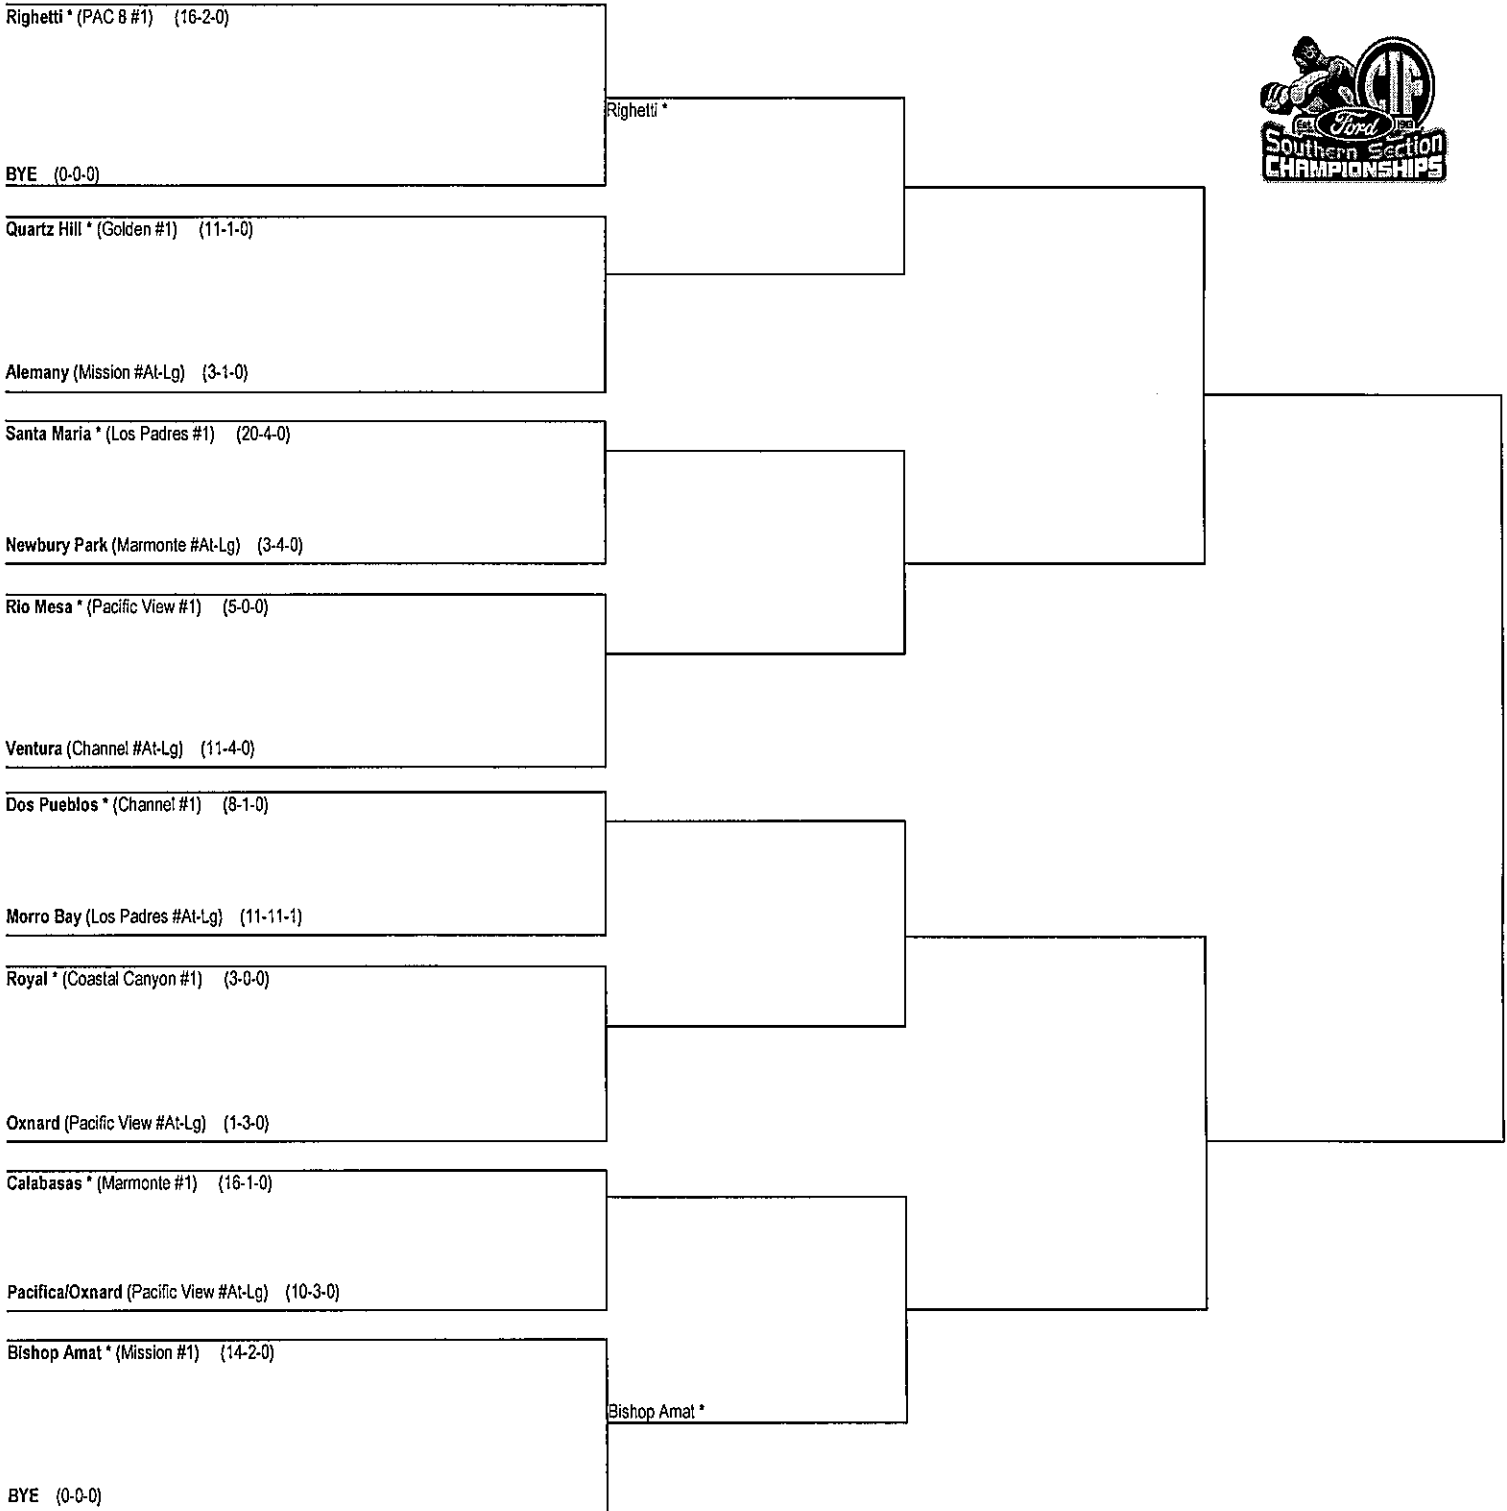 Righetti * (PAC 8 #1) (16-2-0)
CIF
Est. Ford 1913
Southern Section
CHAMPIONSHIPS
Righetti *
BYE (0-0-0)
Quartz Hill * (Golden #1) (11-1-0)
Alemany (Mission #At-Lg) (3-1-0)
Santa Maria * (Los Padres #1) (20-4-0)
Newbury Park (Marmonte #At-Lg) (3-4-0)
Rio Mesa * (Pacific View #1) (5-0-0)
Ventura (Channel #At-Lg) (11-4-0)
Dos Pueblos * (Channel #1) (8-1-0)
Morro Bay (Los Padres #At-Lg) (11-11-1)
Royal * (Coastal Canyon #1) (3-0-0)
Oxnard (Pacific View #At-Lg) (1-3-0)
Calabasas * (Marmonte #1) (16-1-0)
Pacifica/Oxnard (Pacific View #At-Lg) (10-3-0)
Bishop Amat * (Mission #1) (14-2-0)
Bishop Amat *
BYE (0-0-0)